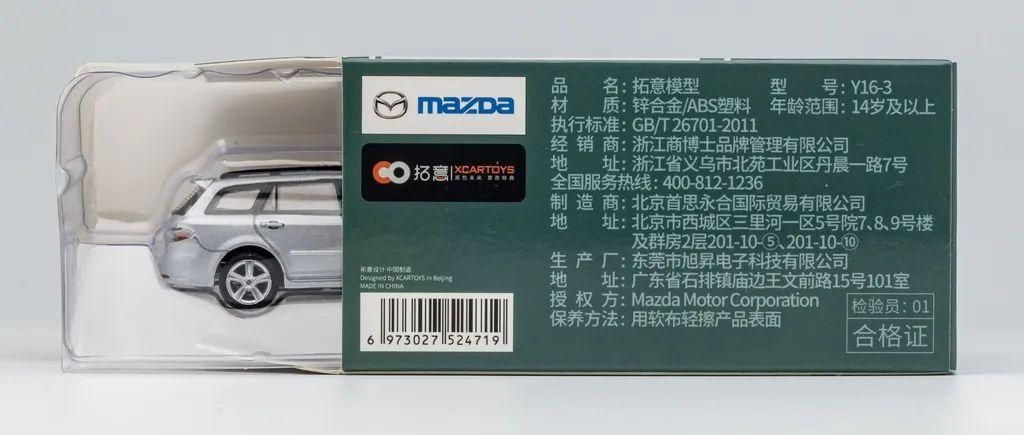 mazda
拓意 XCARTOYS
拓意设计 中国制造
Designed by XCARTOYS in Beijing
MADE IN CHINA
6 973027 524719
品 名: 拓意模型 型 号: Y16-3
材 质: 锌合金/ABS塑料 年龄范围: 14岁及以上
执行标准: GB/T 26701-2011
经 销 商: 浙江商博士品牌管理有限公司
地 址: 浙江省义乌市北苑工业区丹晨一路7号
全国服务热线: 400-812-1236
制 造 商: 北京首思永合国际贸易有限公司
地 址: 北京市西城区三里河一区5号院7、8、9号楼
及群房2层201-10-⑤、201-10-⑩
生 产 厂: 东莞市旭昇电子科技有限公司
地 址: 广东省石排镇庙边王文前路15号101室
授 权 方: Mazda Motor Corporation
保养方法: 用软布轻擦产品表面
检验员: 01
合格证